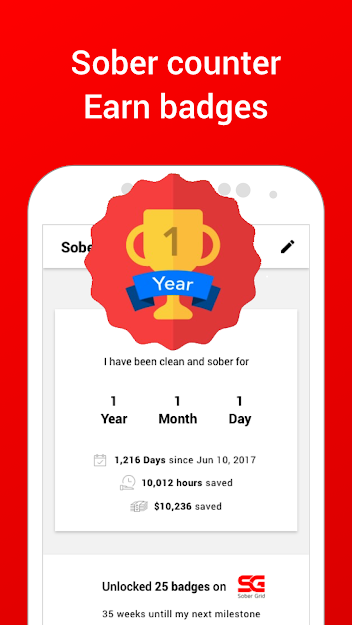 Sober counter
Earn badges
Sobe
1
Year
I have been clean and sober for
1 1 1
Year Month Day
1,216 Days since Jun 10, 2017
10,012 hours saved
$10,236 saved
Unlocked 25 badges on SG
Sober Grid
35 weeks untill my next milestone